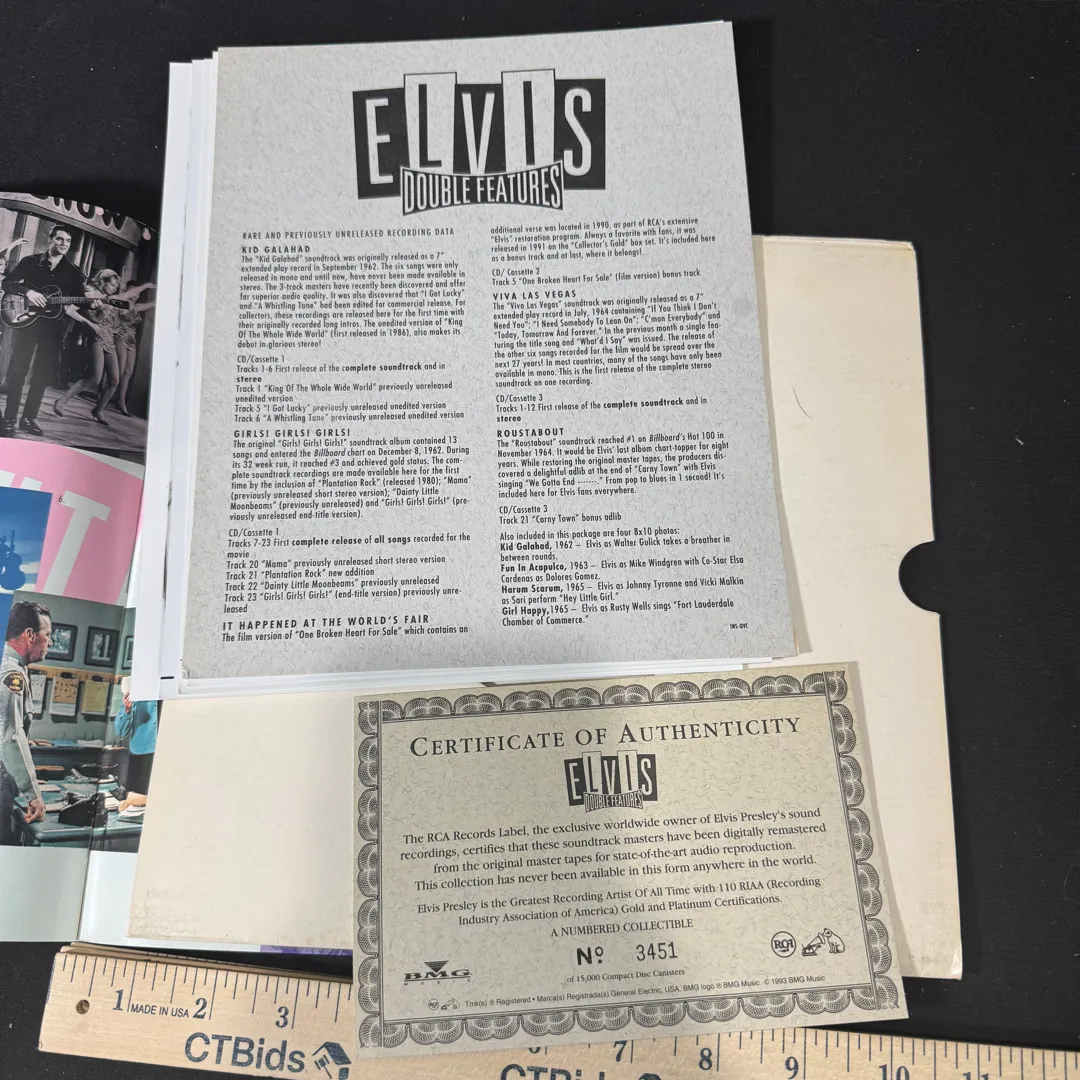 ELVIS
DOUBLE FEATURES
RARE AND PREVIOUSLY UNRELEASED RECORDING DATA
KID GALAHAD
The "Kid Galahad" soundtrack was originally released as a 7"
extended play record in September 1962. The six songs were only
released in mono and until now, have never been made available in
stereo. The 3-track masters have recently been discovered and offer
far superior audio quality. It was also discovered that "I Got Lucky"
and "A Whistling Tune" had been edited for commercial release. For
collectors, these recordings are released here for the first time with
their originally recorded long intros. The unedited version of "King
Of The Whole Wide World" (first released in 1986), also makes its
debut in glorious stereo!
CD/Cassette 1
Tracks 1-6 First release of the complete soundtrack and in
stereo
Track 1 "King Of The Whole Wide World" previously unreleased
unedited version
Track 5 "I Got Lucky" previously unreleased unedited version
Track 6 "A Whistling Tune" previously unreleased unedited version
GIRLS! GIRLS! GIRLS!
The original "Girls! Girls! Girls!" soundtrack album contained 13
songs and entered the Billboard chart on December 8, 1962. During
its 32 week run, it reached #3 and achieved gold status. The com-
plete soundtrack recordings are made available here for the first
time by the inclusion of "Plantation Rock" (released 1980); "Mama"
(previously unreleased short stereo version); "Dainty Little
Moonbeams" (previously unreleased) and "Girls! Girls! Girls!" (pre-
viously unreleased end-title version).
CD/Cassette 1
Tracks 7-23 First complete release of all songs recorded for the
movie
Track 20 "Mama" previously unreleased short stereo version
Track 21 "Plantation Rock" new addition
Track 22 "Dainty Little Moonbeams" previously unreleased
Track 23 "Girls! Girls! Girls!" (end-title version) previously unre-
leased
IT HAPPENED AT THE WORLD'S FAIR
The film version of "One Broken Heart For Sale" which contains an
additional verse was located in 1990, as part of RCA's extensive
"Elvis" restoration program. Always a favorite with fans, it was
released in 1991 on the "Collector's Gold" box set. It's included here
as a bonus track and at last, where it belongs!
CD/ Cassette 2
Track 5 "One Broken Heart For Sale" (film version) bonus track
VIVA LAS VEGAS
The "Viva Las Vegas" soundtrack was originally released as a 7"
extended play record in July, 1964 containing "If You Think I Don't
Need You"; "I Need Somebody To Lean On"; "C'mon Everybody" and
"Today, Tomorrow And Forever." In the previous month a single fea-
turing the title song and "What'd I Say" was issued. The release of
the other six songs recorded for the film would be spread over the
next 27 years! In most countries, many of the songs have only been
available in mono. This is the first release of the complete stereo
soundtrack on one recording.
CD/Cassette 3
Tracks 1-12 First release of the complete soundtrack and in
stereo
ROUSTABOUT
The "Roustabout" soundtrack reached #1 on Billboard's Hot 100 in
November 1964. It would be Elvis' last album chart-topper for eight
years. While restoring the original master tapes, the producers dis-
covered a delightful adlib at the end of "Carny Town" with Elvis
singing "We Gotta End ........" From pop to blues in 1 second! It's
included here for Elvis fans everywhere.
CD/Cassette 3
Track 21 "Carny Town" bonus adlib
Also included in this package are four 8x10 photos:
Kid Galahad, 1962 – Elvis as Walter Gulick takes a breather in
between rounds.
Fun In Acapulco, 1963 – Elvis as Mike Windgren with Co-Star Elsa
Cardenas as Dolores Gomez.
Harum Scarum, 1965 – Elvis as Johnny Tyronne and Vicki Malkin
as Sari perform "Hey Little Girl."
Girl Happy, 1965 – Elvis as Rusty Wells sings "Fort Lauderdale
Chamber of Commerce."
INS-QVC
6.
CERTIFICATE OF AUTHENTICITY
ELVIS
DOUBLE FEATURES
The RCA Records Label, the exclusive worldwide owner of Elvis Presley's sound
recordings, certifies that these soundtrack masters have been digitally remastered
from the original master tapes for state-of-the-art audio reproduction.
This collection has never been available in this form anywhere in the world.
Elvis Presley is the Greatest Recording Artist Of All Time with 110 RIAA (Recording
Industry Association of America) Gold and Platinum Certifications.
A NUMBERED COLLECTIBLE
Nº 3451
of 15,000 Compact Disc Canisters
BMG
MUSIC
RCA
Tmk(s) ® Registered • Marca(s) Registrada(s) General Electric, USA. BMG logo ® BMG Music © 1993 BMG Music
1 MADE IN USA 2 3 7 8 9 10 11
CTBids
CTBids